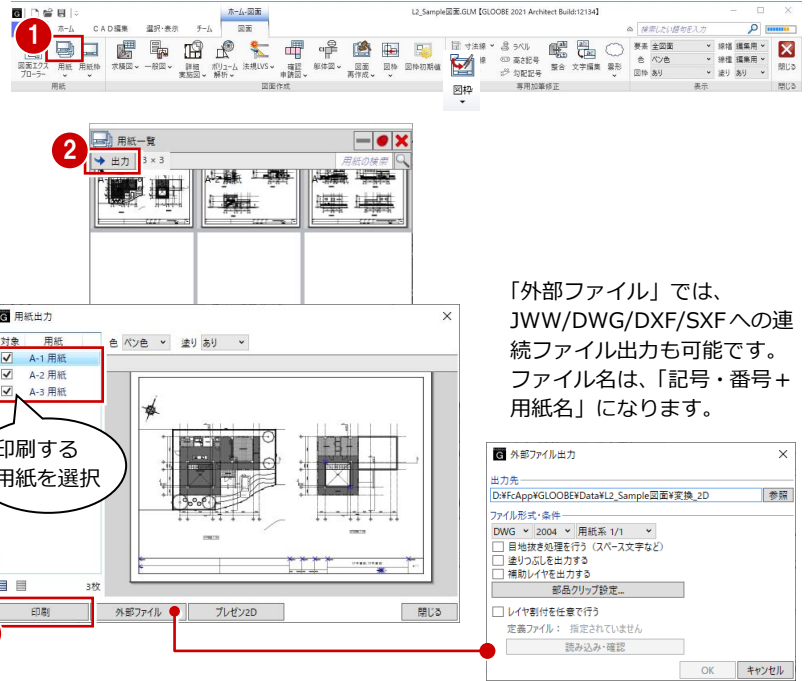 ホーム-図面
L2_Sample図面.GLM【GLOOBE 2021 Architect Build:12134】
ホーム CAD編集 選択・表示 チーム 図面
検索したい語句を入力
1
図面エクスプローラー 用紙 用紙枠 求積図 一般図 詳細実施図 ボリューム解析 法規LVS 確認申請図 躯体図 図面再作成 図枠 図枠初期値
寸法線 ラベル
線 高さ記号
勾配記号
図枠
整合 文字編集 雲形
要素 全図面 線幅 編集用
色 ペン色 線種 編集用
図枠 あり 塗り あり
閉じる
用紙 図面作成 専用加筆修正 表示 閉じる
2
用紙一覧
出力 3 × 3 用紙の検索
用紙出力
対象 用紙 色 ペン色 塗り あり
A-1 用紙
A-2 用紙
A-3 用紙
印刷する
用紙を選択
3枚
印刷 外部ファイル プレゼン2D 閉じる
「外部ファイル」では、
JWW/DWG/DXF/SXFへの連
続ファイル出力も可能です。
ファイル名は、「記号・番号＋
用紙名」になります。
外部ファイル出力
出力先
D:¥FcApp¥GLOOBE¥Data¥L2_Sample図面¥変換_2D 参照
ファイル形式・条件
DWG 2004 用紙系 1/1
目地抜き処理を行う（スペース文字など）
塗りつぶしを出力する
補助レイヤを出力する
部品クリップ設定...
レイヤ割付を任意で行う
定義ファイル： 指定されていません
読み込み・確認
OK キャンセル